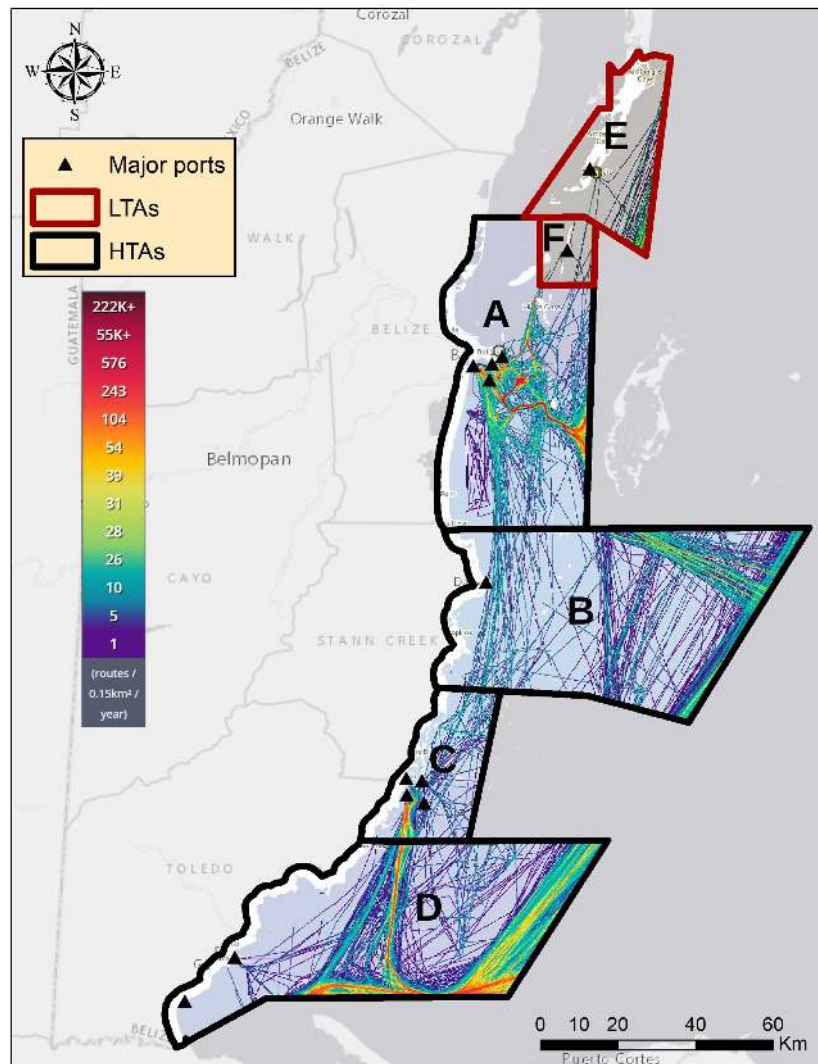 Corozal
COROZAL
N
W
E
S
BELIZE
MEXICO
Orange Walk
Major ports
LTAs
HTAs
E
WALK
F
222K+
55K+
576
243
104
54
39
31
28
26
10
5
1
(routes /
0.15km² /
year)
GUATEMALA
BELIZE
A
Belmopan
CAYO
STANN CREEK
B
C
TOLEDO
D
BELIZE
0 10 20 40 60
Km
Puerto Cortes